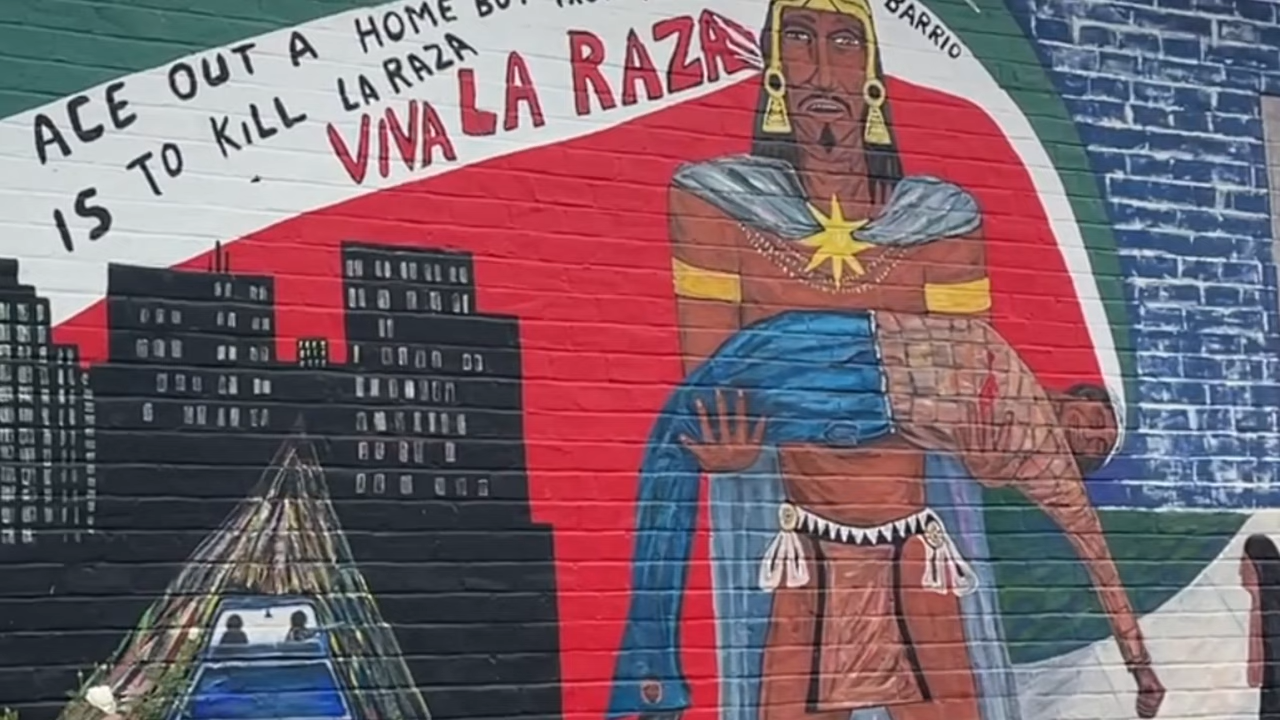 ACE OUT A HOME BUT
IS TO KiLL LA RAZA
VIVA LA RAZA
BARRIO